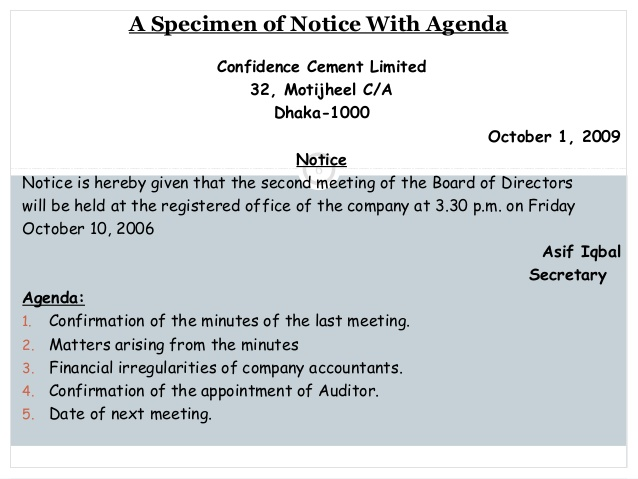 A Specimen of Notice With Agenda
Confidence Cement Limited
32, Motijheel C/A
Dhaka-1000
October 1, 2009
Notice
Notice is hereby given that the second meeting of the Board of Directors
will be held at the registered office of the company at 3.30 p.m. on Friday
October 10, 2006
Asif Iqbal
Secretary
Agenda:
1. Confirmation of the minutes of the last meeting.
2. Matters arising from the minutes
3. Financial irregularities of company accountants.
4. Confirmation of the appointment of Auditor.
5. Date of next meeting.